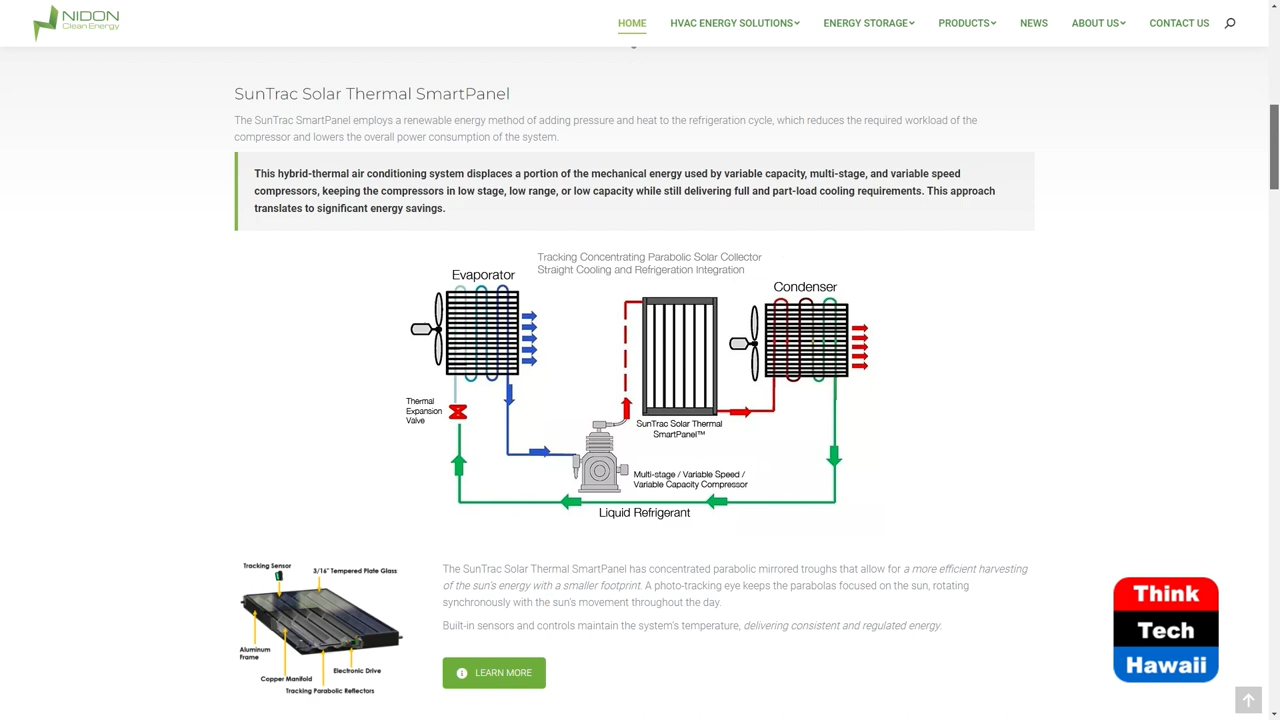 NIDON
Clean Energy
HOME
HVAC ENERGY SOLUTIONS
ENERGY STORAGE
PRODUCTS
NEWS
ABOUT US
CONTACT US
SunTrac Solar Thermal SmartPanel
The SunTrac SmartPanel employs a renewable energy method of adding pressure and heat to the refrigeration cycle, which reduces the required workload of the
compressor and lowers the overall power consumption of the system.
This hybrid-thermal air conditioning system displaces a portion of the mechanical energy used by variable capacity, multi-stage, and variable speed
compressors, keeping the compressors in low stage, low range, or low capacity while still delivering full and part-load cooling requirements. This approach
translates to significant energy savings.
Tracking Concentrating Parabolic Solar Collector
Straight Cooling and Refrigeration Integration
Evaporator
Condenser
Thermal
Expansion
Valve
SunTrac Solar Thermal
SmartPanel™
Multi-stage / Variable Speed /
Variable Capacity Compressor
Liquid Refrigerant
Tracking Sensor
3/16" Tempered Plate Glass
Aluminum
Frame
Electronic Drive
Copper Manifold
Tracking Parabolic Reflectors
The SunTrac Solar Thermal SmartPanel has concentrated parabolic mirrored troughs that allow for a more efficient harvesting
of the sun's energy with a smaller footprint. A photo-tracking eye keeps the parabolas focused on the sun, rotating
synchronously with the sun's movement throughout the day.
Built-in sensors and controls maintain the system's temperature, delivering consistent and regulated energy.
LEARN MORE
Think
Tech
Hawaii